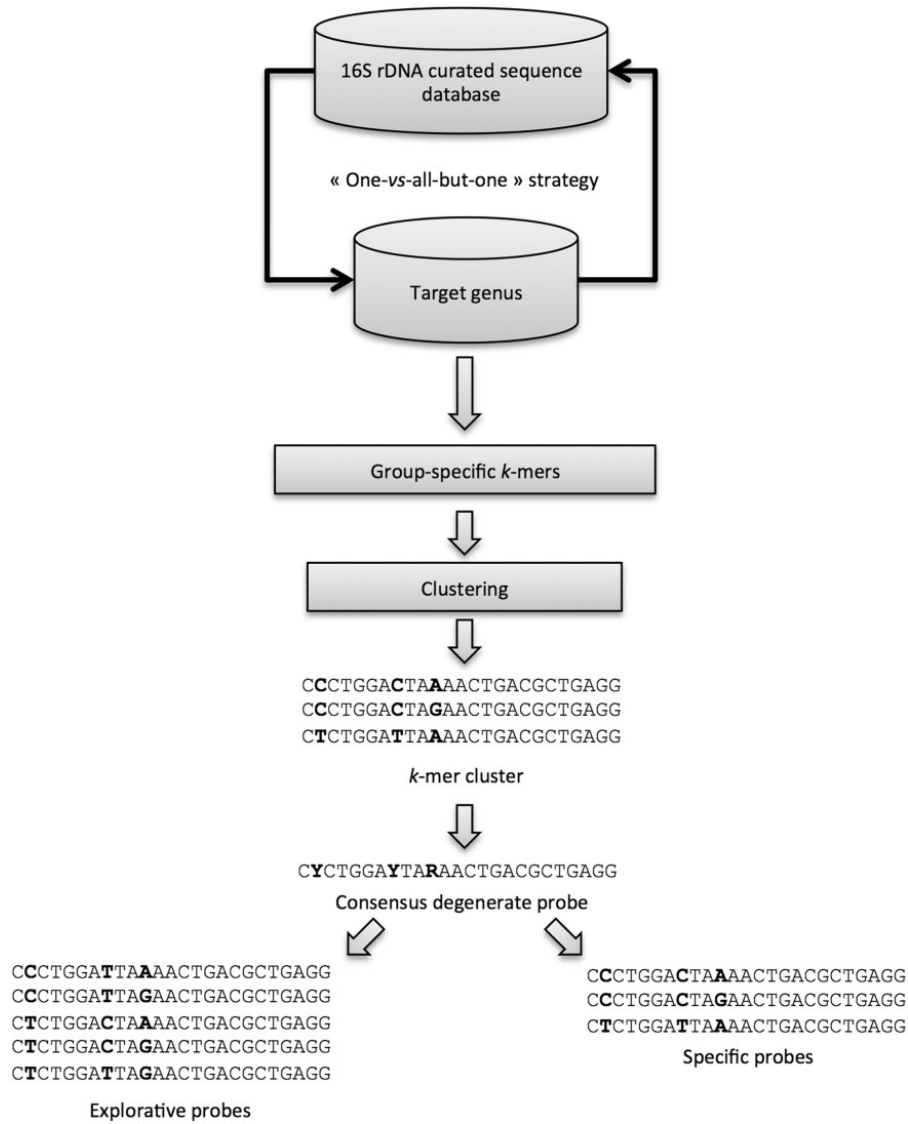 16S rDNA curated sequence
database
« One-vs-all-but-one » strategy
Target genus
Group-specific k-mers
Clustering
CCCTGGACTAAAACTGACGCTGAGG
CCCTGGACTAGAACTGACGCTGAGG
CTCTGGATTAAAACTGACGCTGAGG
k-mer cluster
CYCTGGAYTARAACTGACGCTGAGG
Consensus degenerate probe
CCCTGGATTAAAACTGACGCTGAGG
CCCTGGATTAGAACTGACGCTGAGG
CTCTGGACTAAAACTGACGCTGAGG
CTCTGGACTAGAACTGACGCTGAGG
CTCTGGATTAGAACTGACGCTGAGG
Explorative probes
CCCTGGACTAAAACTGACGCTGAGG
CCCTGGACTAGAACTGACGCTGAGG
CTCTGGATTAAAACTGACGCTGAGG
Specific probes